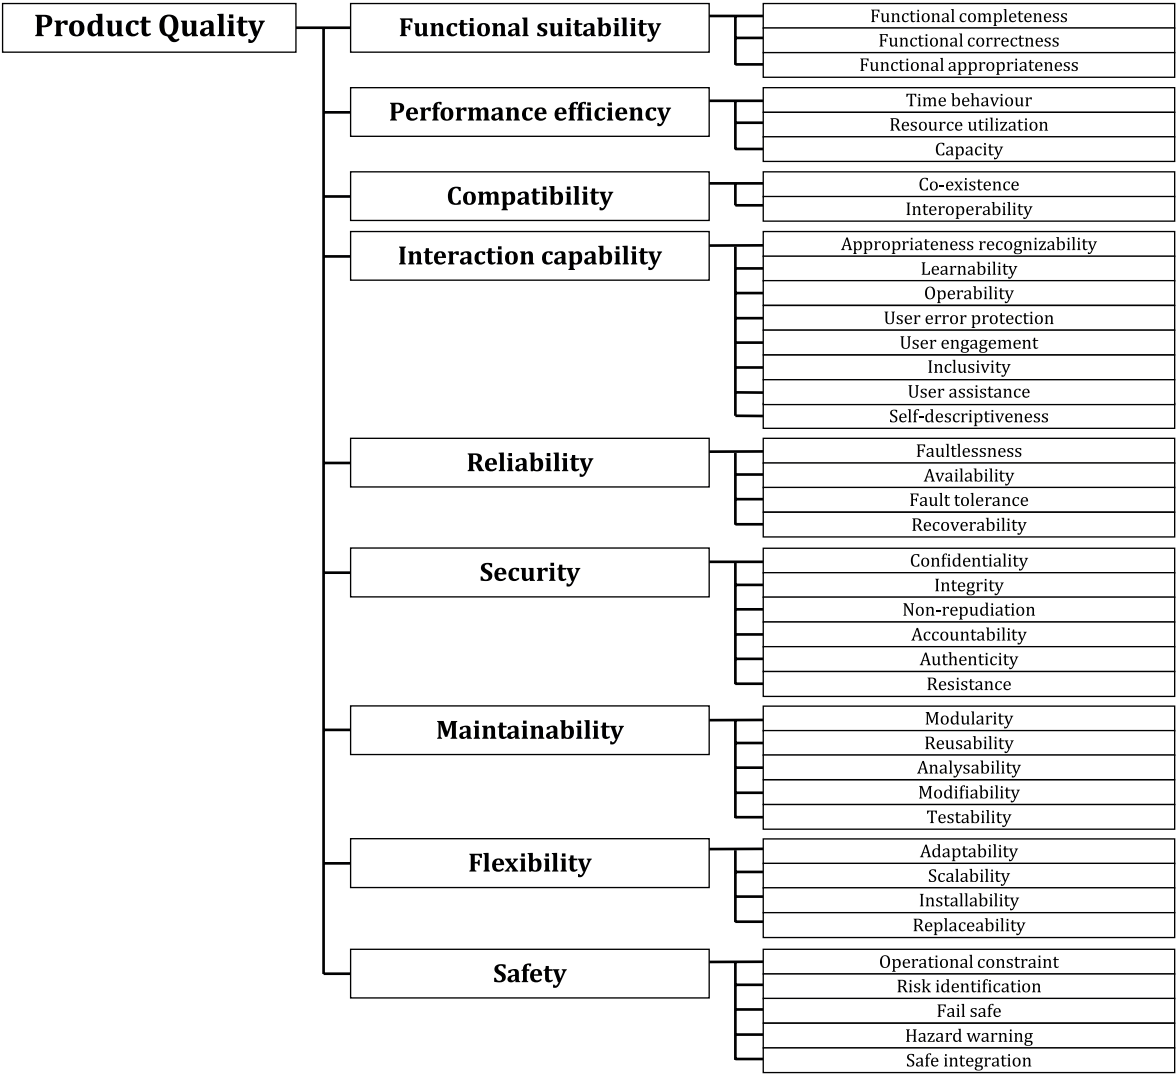 Product Quality
Functional suitability
Functional completeness
Functional correctness
Functional appropriateness
Performance efficiency
Time behaviour
Resource utilization
Capacity
Compatibility
Co-existence
Interoperability
Interaction capability
Appropriateness recognizability
Learnability
Operability
User error protection
User engagement
Inclusivity
User assistance
Self-descriptiveness
Reliability
Faultlessness
Availability
Fault tolerance
Recoverability
Security
Confidentiality
Integrity
Non-repudiation
Accountability
Authenticity
Resistance
Maintainability
Modularity
Reusability
Analysability
Modifiability
Testability
Flexibility
Adaptability
Scalability
Installability
Replaceability
Safety
Operational constraint
Risk identification
Fail safe
Hazard warning
Safe integration